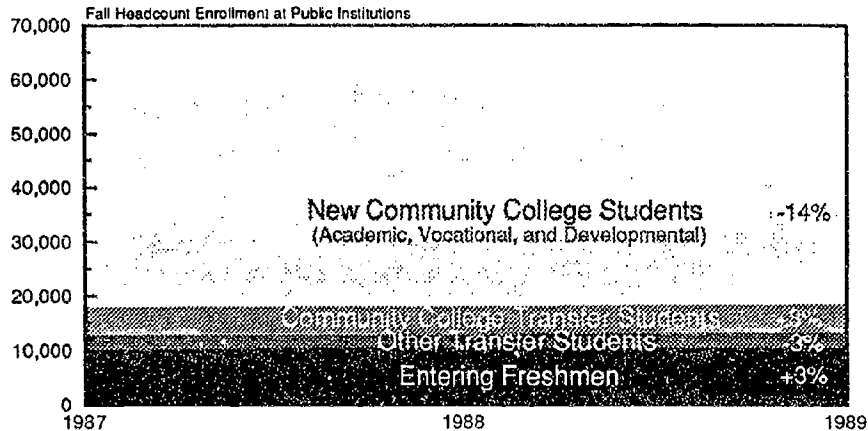 Fall Headcount Enrollment at Public Institutions
70,000
60,000
50,000
40,000
30,000
20,000
10,000
0
New Community College Students -14%
(Academic, Vocational, and Developmental)
Community College Transfer Students
Other Transfer Students -3%
Entering Freshmen +3%
1987 1988 1989